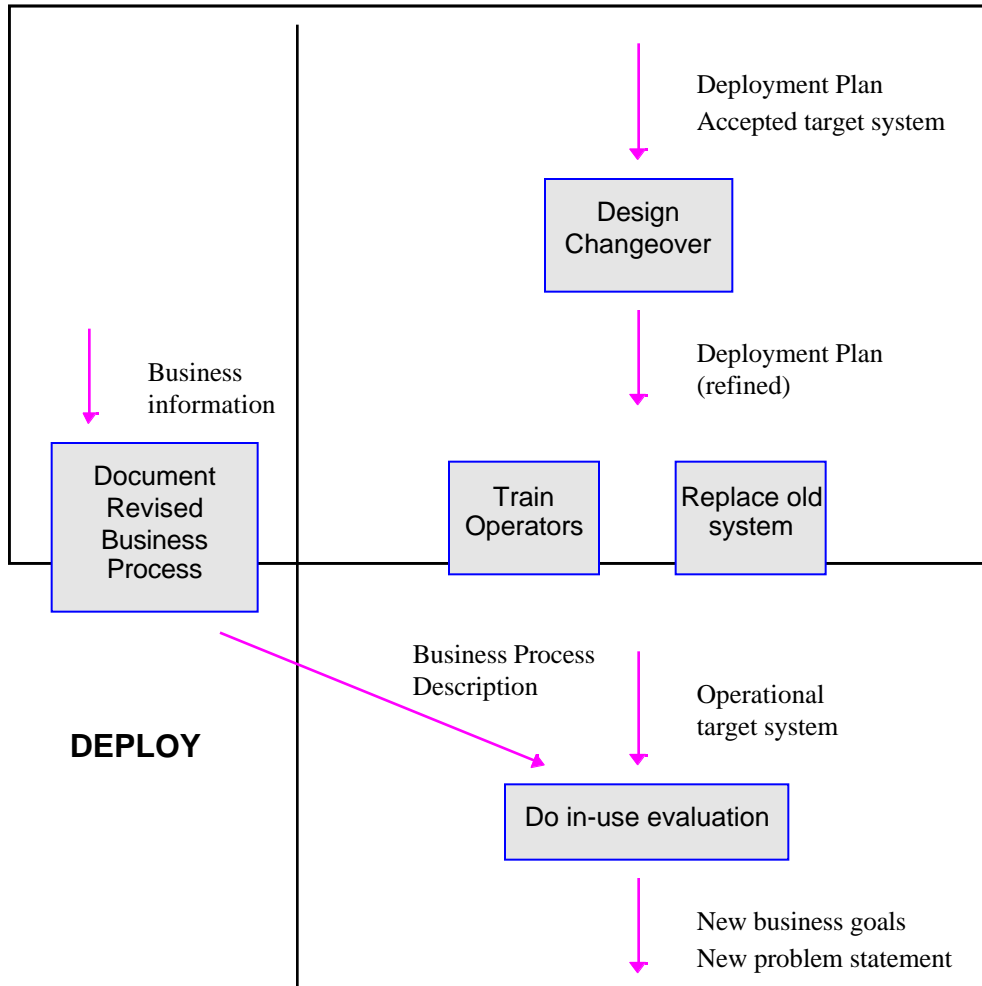 Deployment Plan
Accepted target system
Design
Changeover
Deployment Plan
(refined)
Business
information
Document
Revised
Business
Process
Train
Operators
Replace old
system
Business Process
Description
Operational
target system
DEPLOY
Do in-use evaluation
New business goals
New problem statement